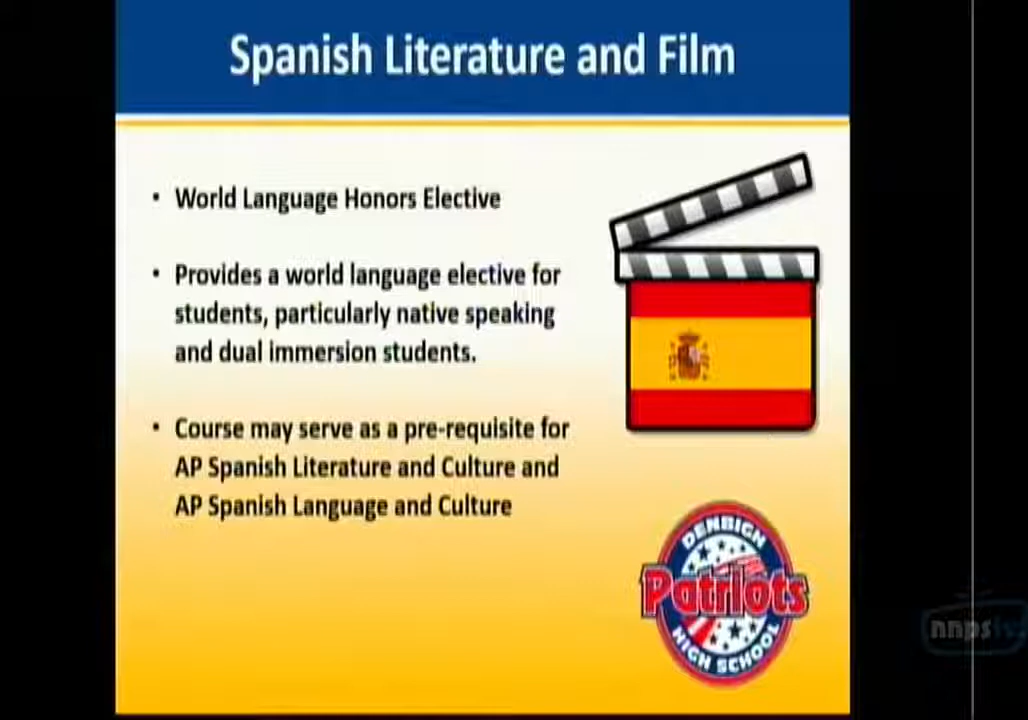 Spanish Literature and Film
• World Language Honors Elective
• Provides a world language elective for
students, particularly native speaking
and dual immersion students.
• Course may serve as a pre-requisite for
AP Spanish Literature and Culture and
AP Spanish Language and Culture
DENBIGH
Patriots
HIGH SCHOOL
nnpstv